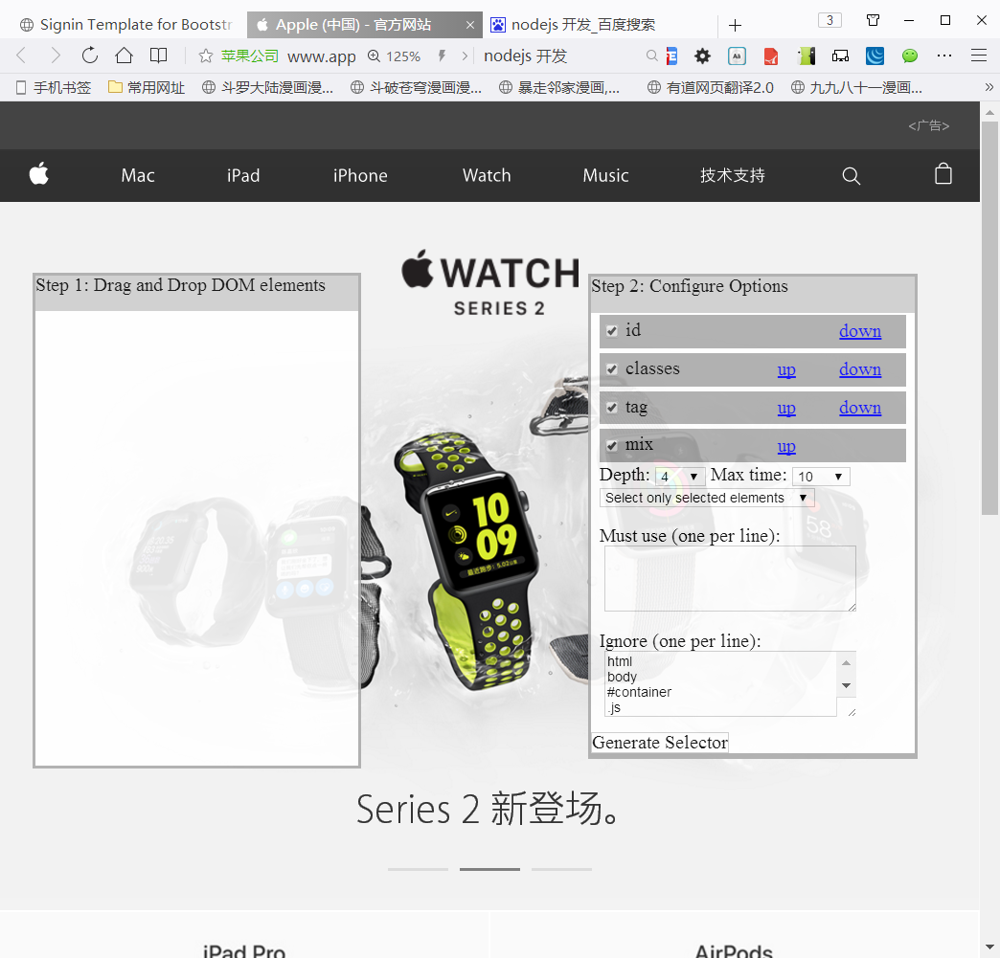 Signin Template for Bootstr
Apple (中国) - 官方网站
nodejs 开发_百度搜索
3
苹果公司 www.app
125%
nodejs 开发
手机书签
常用网址
斗罗大陆漫画漫...
斗破苍穹漫画漫...
暴走邻家漫画,...
有道网页翻译2.0
九九八十一漫画...
<广告>
Mac
iPad
iPhone
Watch
Music
技术支持
WATCH
SERIES 2
Step 1: Drag and Drop DOM elements
Step 2: Configure Options
id down
classes up down
tag up down
mix up
Depth: 4 Max time: 10
Select only selected elements
10
09
58
Must use (one per line):
Ignore (one per line):
html
body
#container
.js
Generate Selector
Series 2 新登场。
iPad Pro
AirPods